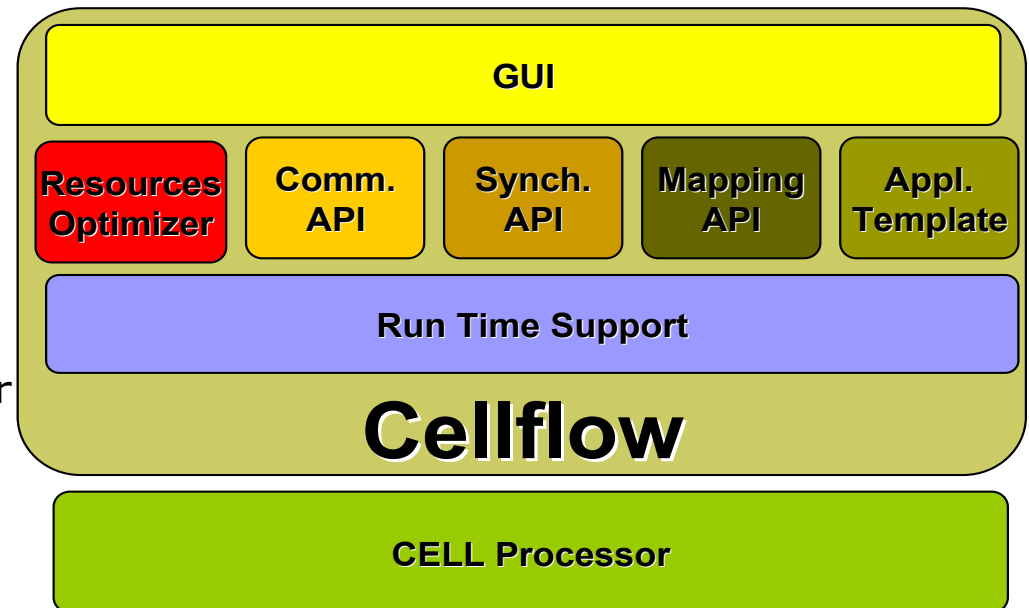 GUI
Resources
Optimizer
Comm.
API
Synch.
API
Mapping
API
Appl.
Template
Run Time Support
r
Cellflow
CELL Processor